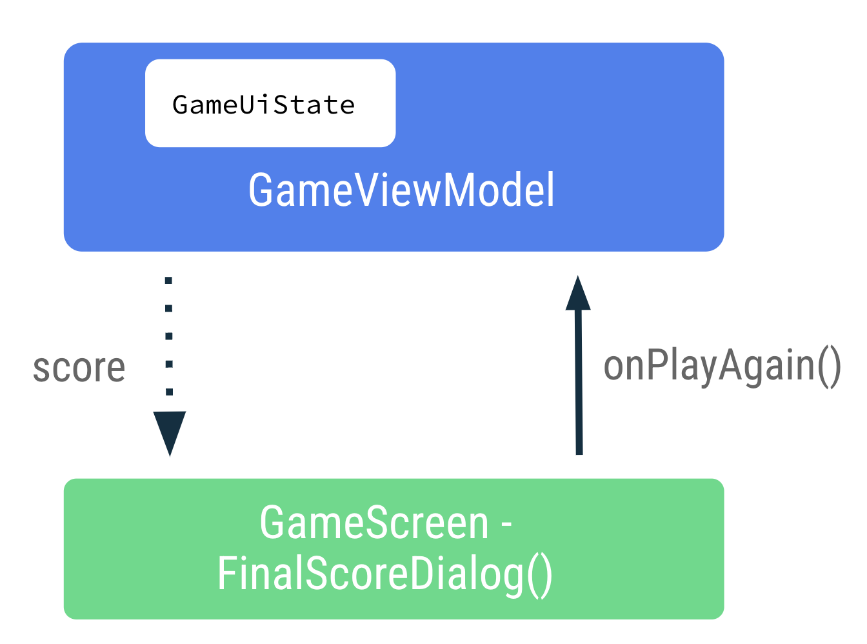 GameUiState
GameViewModel
score
onPlayAgain()
GameScreen -
FinalScoreDialog()